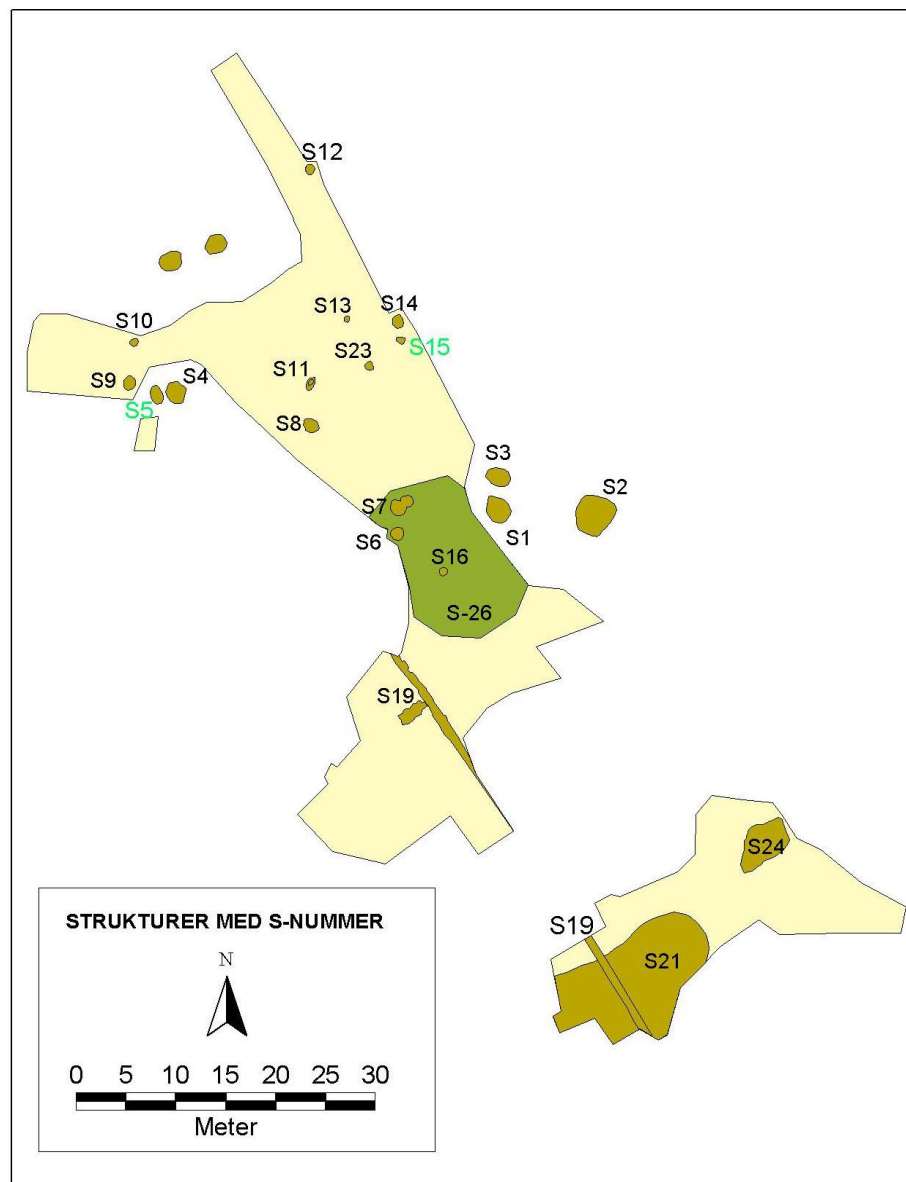 S12
S10
S13
S14
S15
S23
S11
S9
S5
S4
S8
S3
S2
S7
S1
S6
S16
S-26
S19
S24
S19
S21
STRUKTURER MED S-NUMMER
N
0 5 10 15 20 25 30
Meter